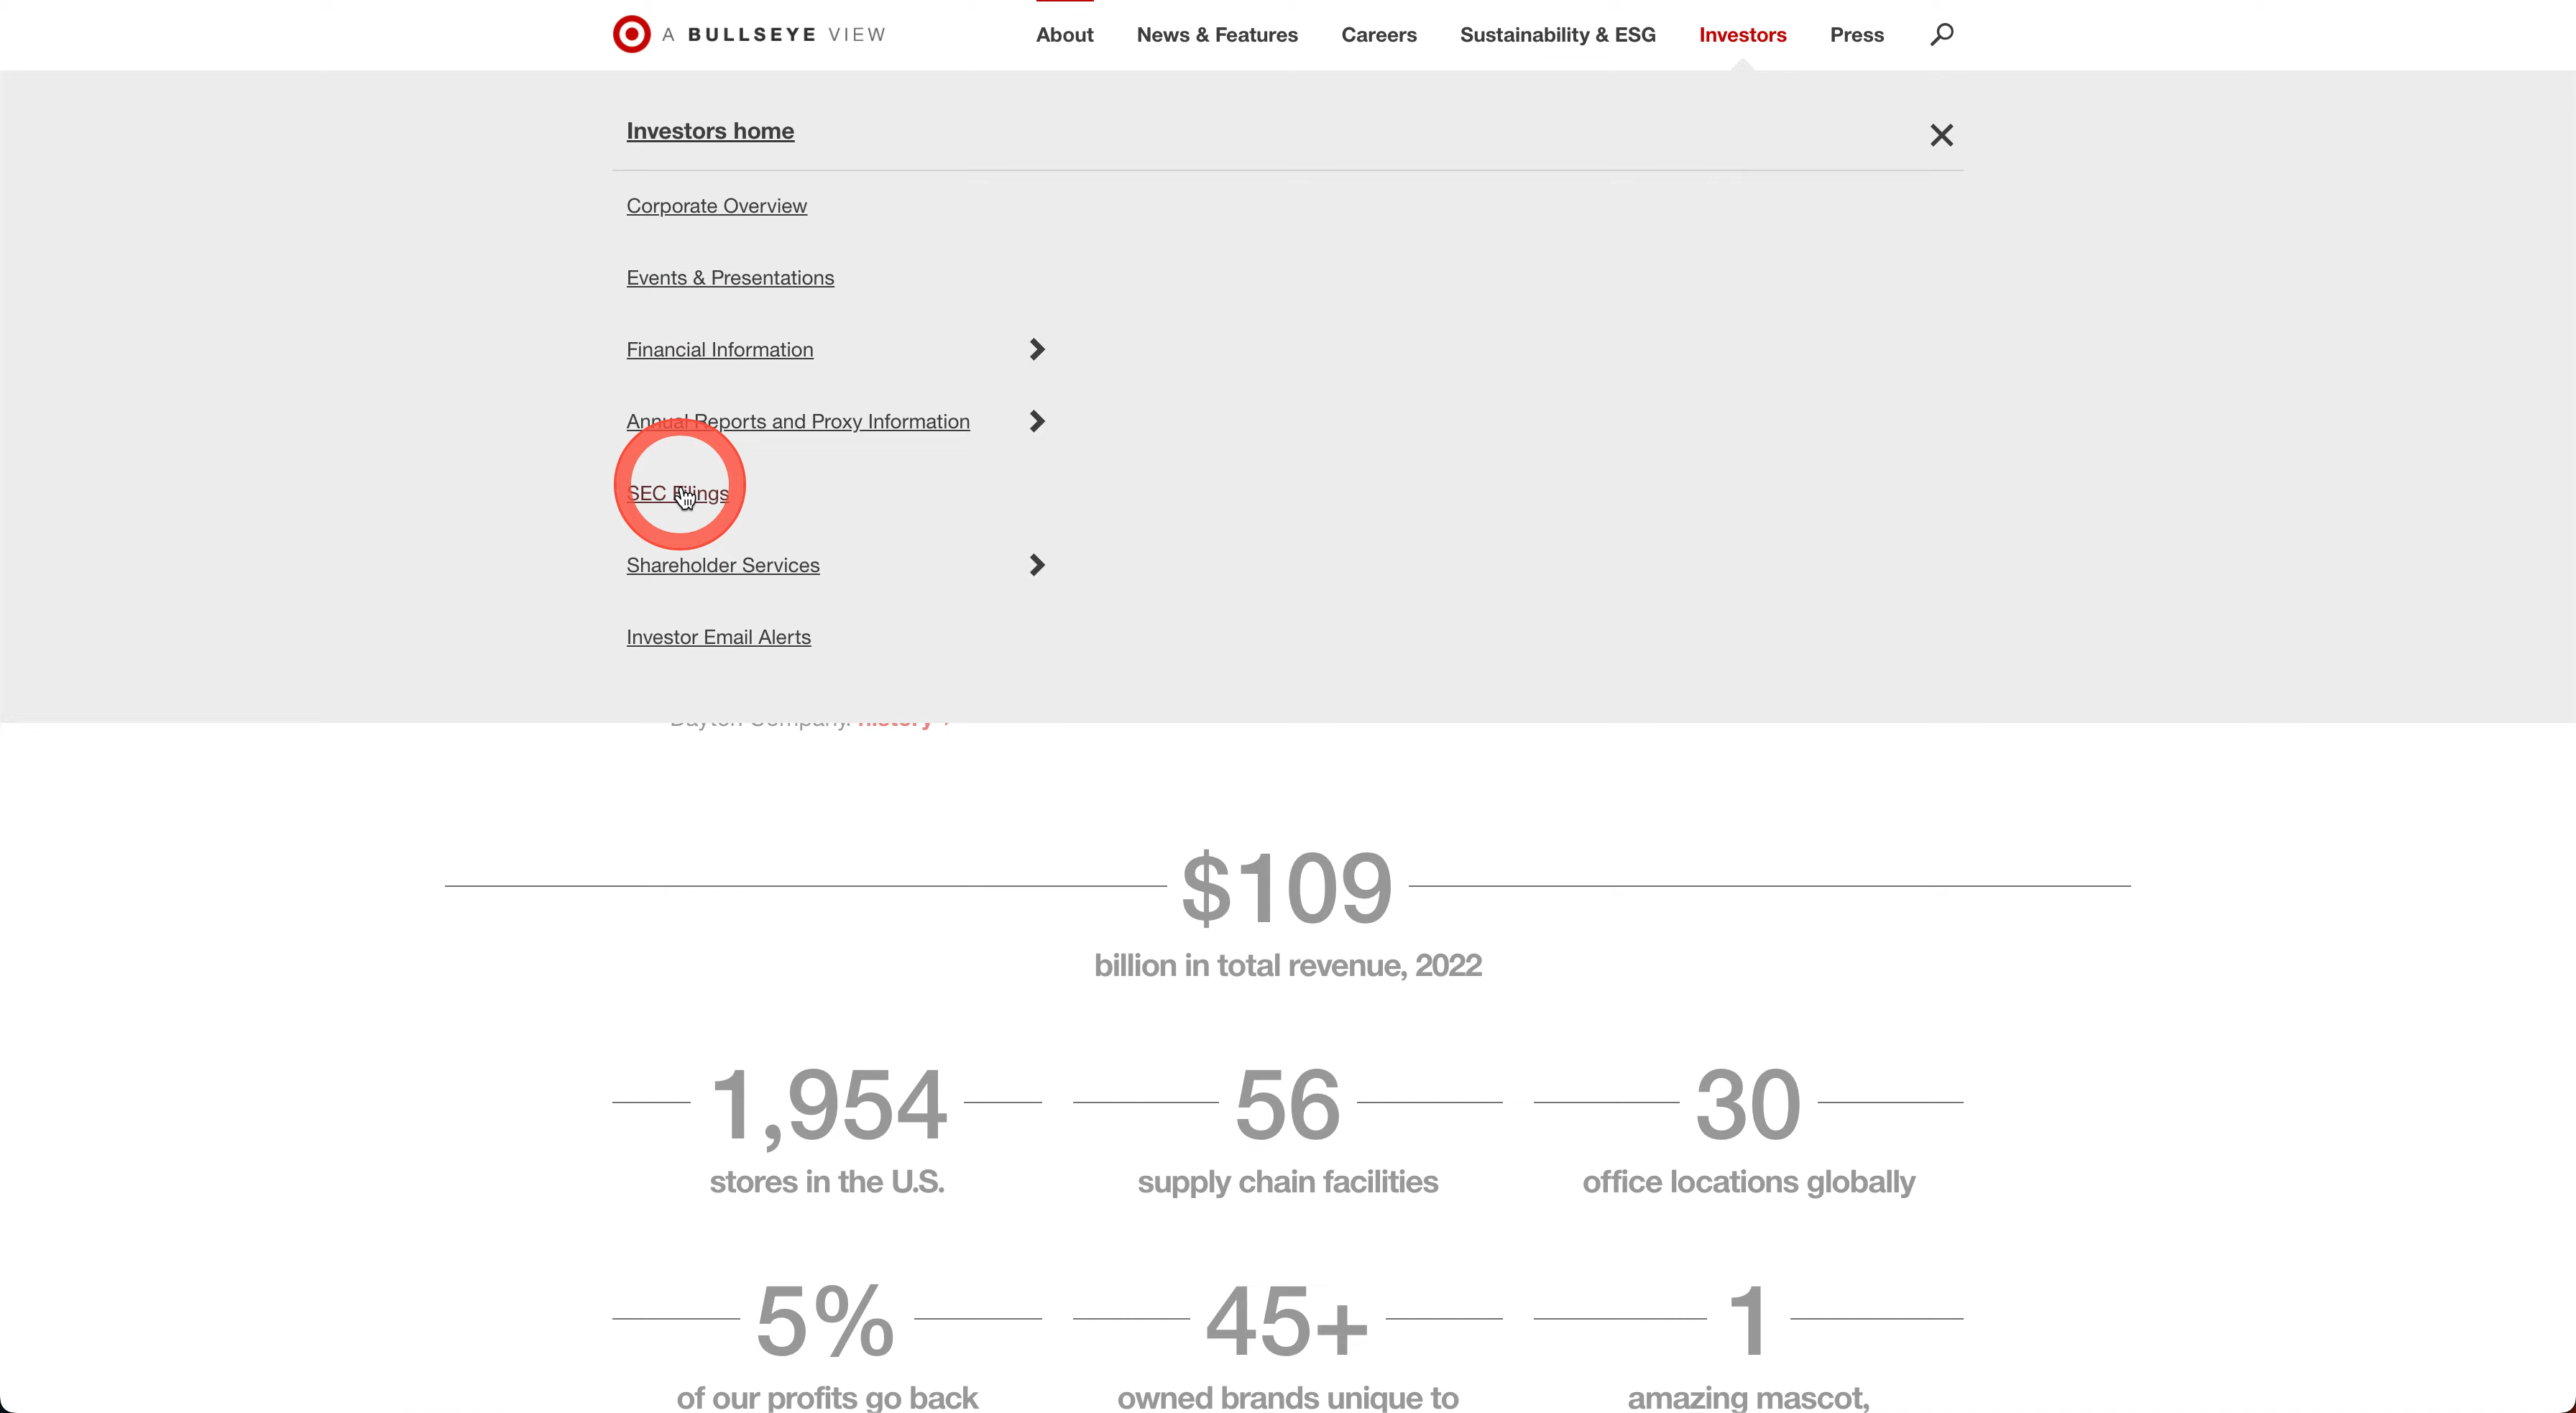 A BULLSEYE VIEW
About News & Features Careers Sustainability & ESG Investors Press
Investors home
Corporate Overview
Events & Presentations
Financial Information
Annual Reports and Proxy Information
SEC Filings
Shareholder Services
Investor Email Alerts
Dayton Company. history
$109
billion in total revenue, 2022
1,954 56 30
stores in the U.S. supply chain facilities office locations globally
5% 45+ 1
of our profits go back owned brands unique to amazing mascot,